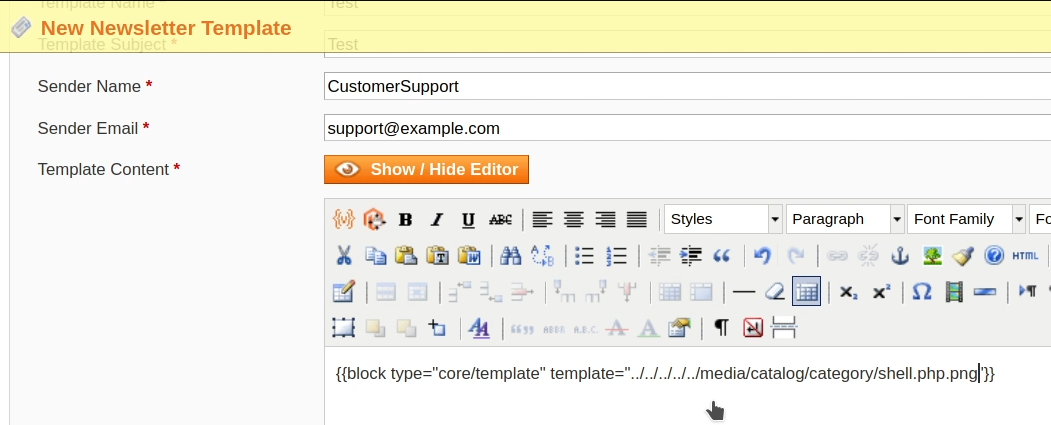 Template Name * Test
New Newsletter Template
Template Subject * Test
Sender Name * CustomerSupport
Sender Email * support@example.com
Template Content * Show / Hide Editor
B I U ABC Styles Paragraph Font Family Fo
HTML
{{block type="core/template" template="../../../../../media/catalog/category/shell.php.png"}}